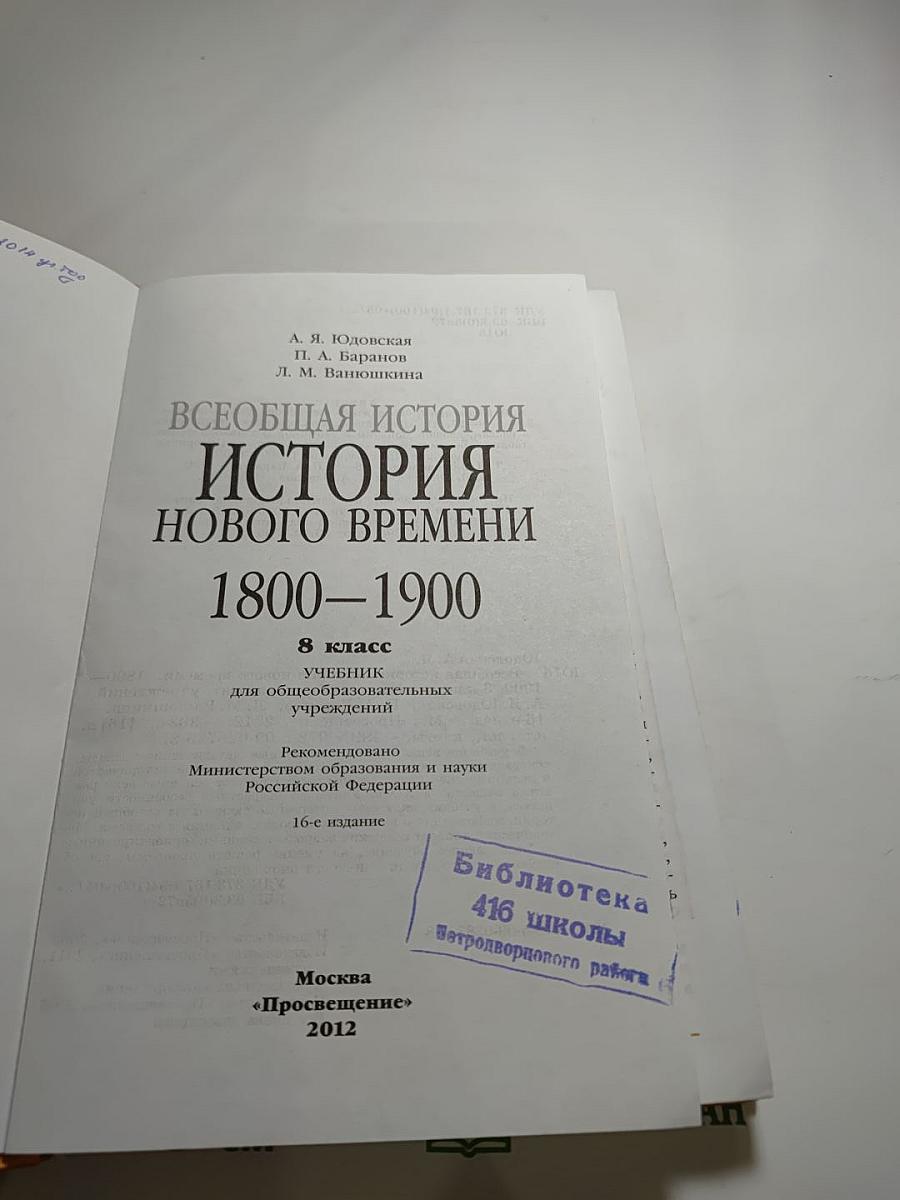 А. Я. Юдовская
П. А. Баранов
Л. М. Ванюшкина
ВСЕОБЩАЯ ИСТОРИЯ
ИСТОРИЯ
НОВОГО ВРЕМЕНИ
1800—1900
8 класс
УЧЕБНИК
для общеобразовательных
учреждений
Рекомендовано
Министерством образования и науки
Российской Федерации
16-е издание
Библиотека
416 школы
Петродворцового района
Москва
«Просвещение»
2012